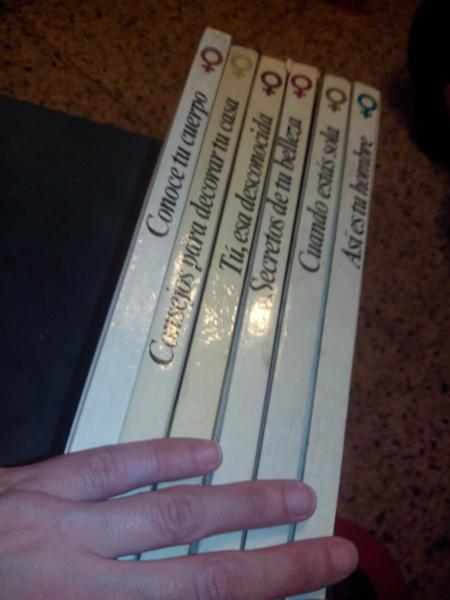 Conoce tu cuerpo
Consejos para decorar tu casa
Tú, esa desconocida
Secretos de tu belleza
Cuando estás sola
Así es tu hombre